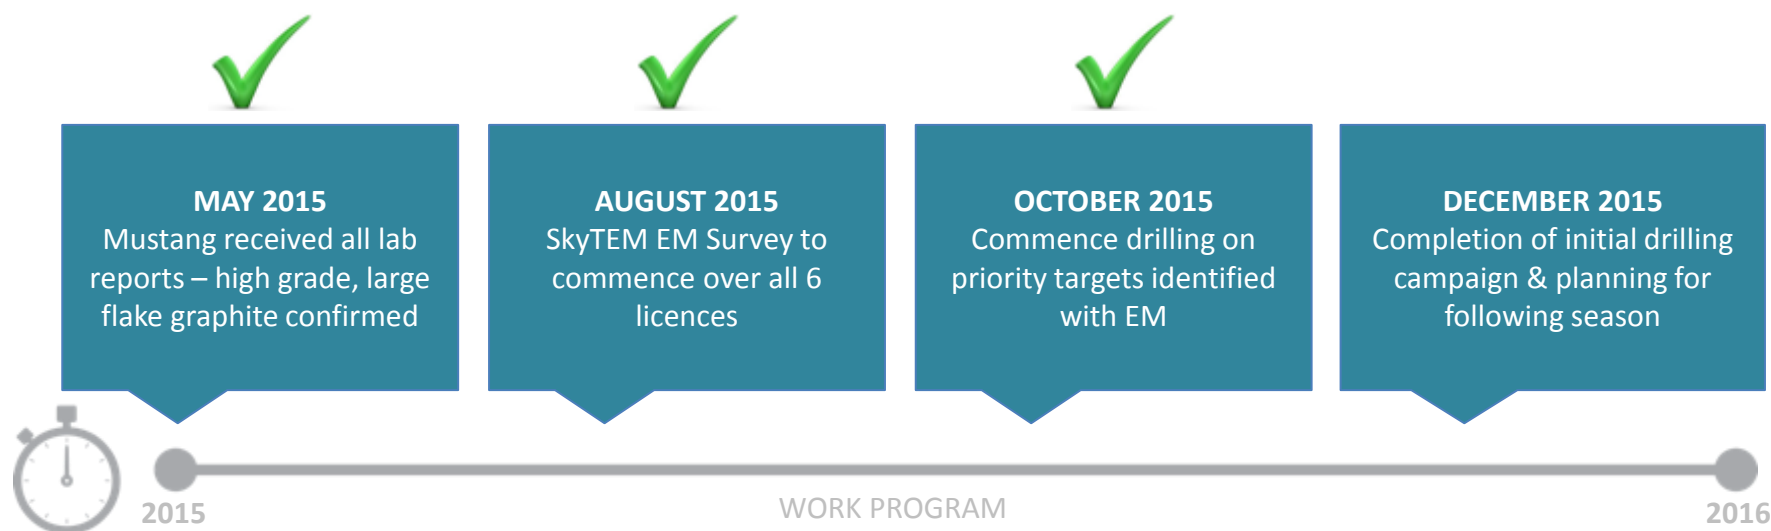 MAY 2015
Mustang received all lab
reports – high grade, large
flake graphite confirmed
AUGUST 2015
SkyTEM EM Survey to
commence over all 6
licences
OCTOBER 2015
Commence drilling on
priority targets identified
with EM
DECEMBER 2015
Completion of initial drilling
campaign & planning for
following season
2015
WORK PROGRAM
2016